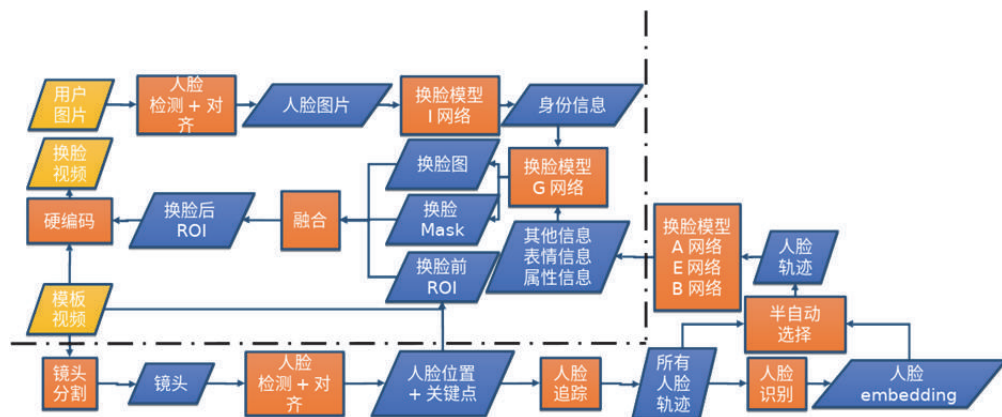 用户
图片
人脸
检测 + 对
齐
人脸图片
换脸模型
I 网络
身份信息
换脸
视频
换脸图
换脸模型
G 网络
硬编码
换脸后
ROI
融合
换脸
Mask
其他信息
表情信息
属性信息
换脸模型
A 网络
E 网络
B 网络
人脸
轨迹
换脸前
ROI
模板
视频
半自动
选择
镜头
分割
镜头
人脸
检测 + 对
齐
人脸位置
+ 关键点
人脸
追踪
所有
人脸
轨迹
人脸
识别
人脸
embedding